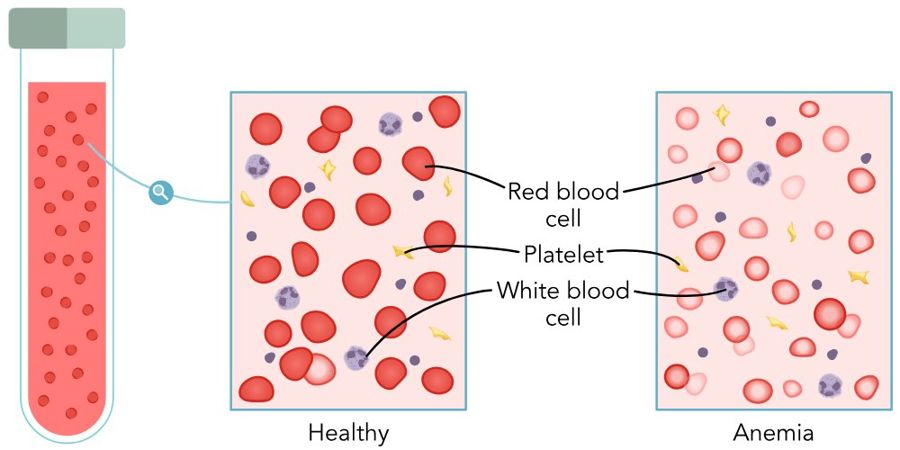 Red blood
cell
Platelet
White blood
cell
Healthy
Anemia